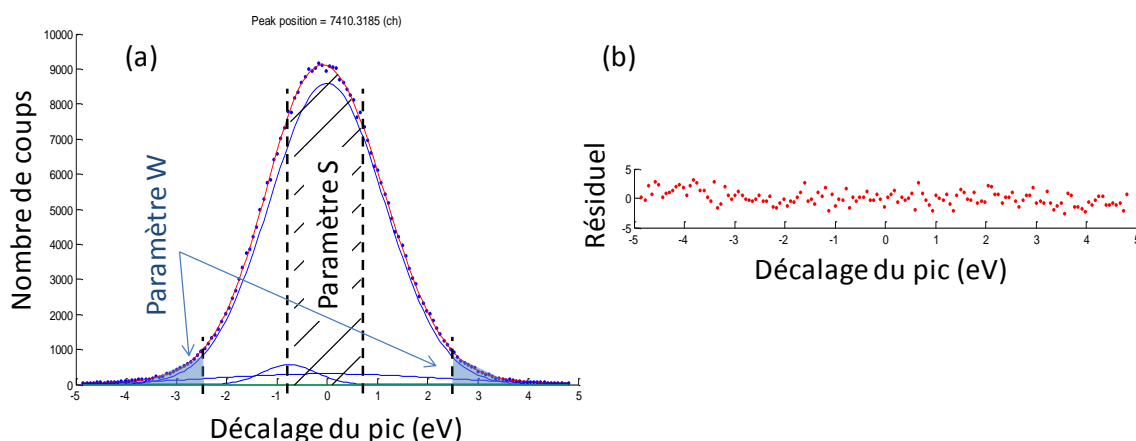 Peak position = 7410.3185 (ch)
(a)
Nombre de coups
10000
9000
8000
7000
6000
5000
4000
3000
2000
1000
0
Paramètre W
Paramètre S
-5 -4 -3 -2 -1 0 1 2 3 4 5
Décalage du pic (eV)
(b)
Résiduel
5
0
-5
-5 -4 -3 -2 -1 0 1 2 3 4 5
Décalage du pic (eV)